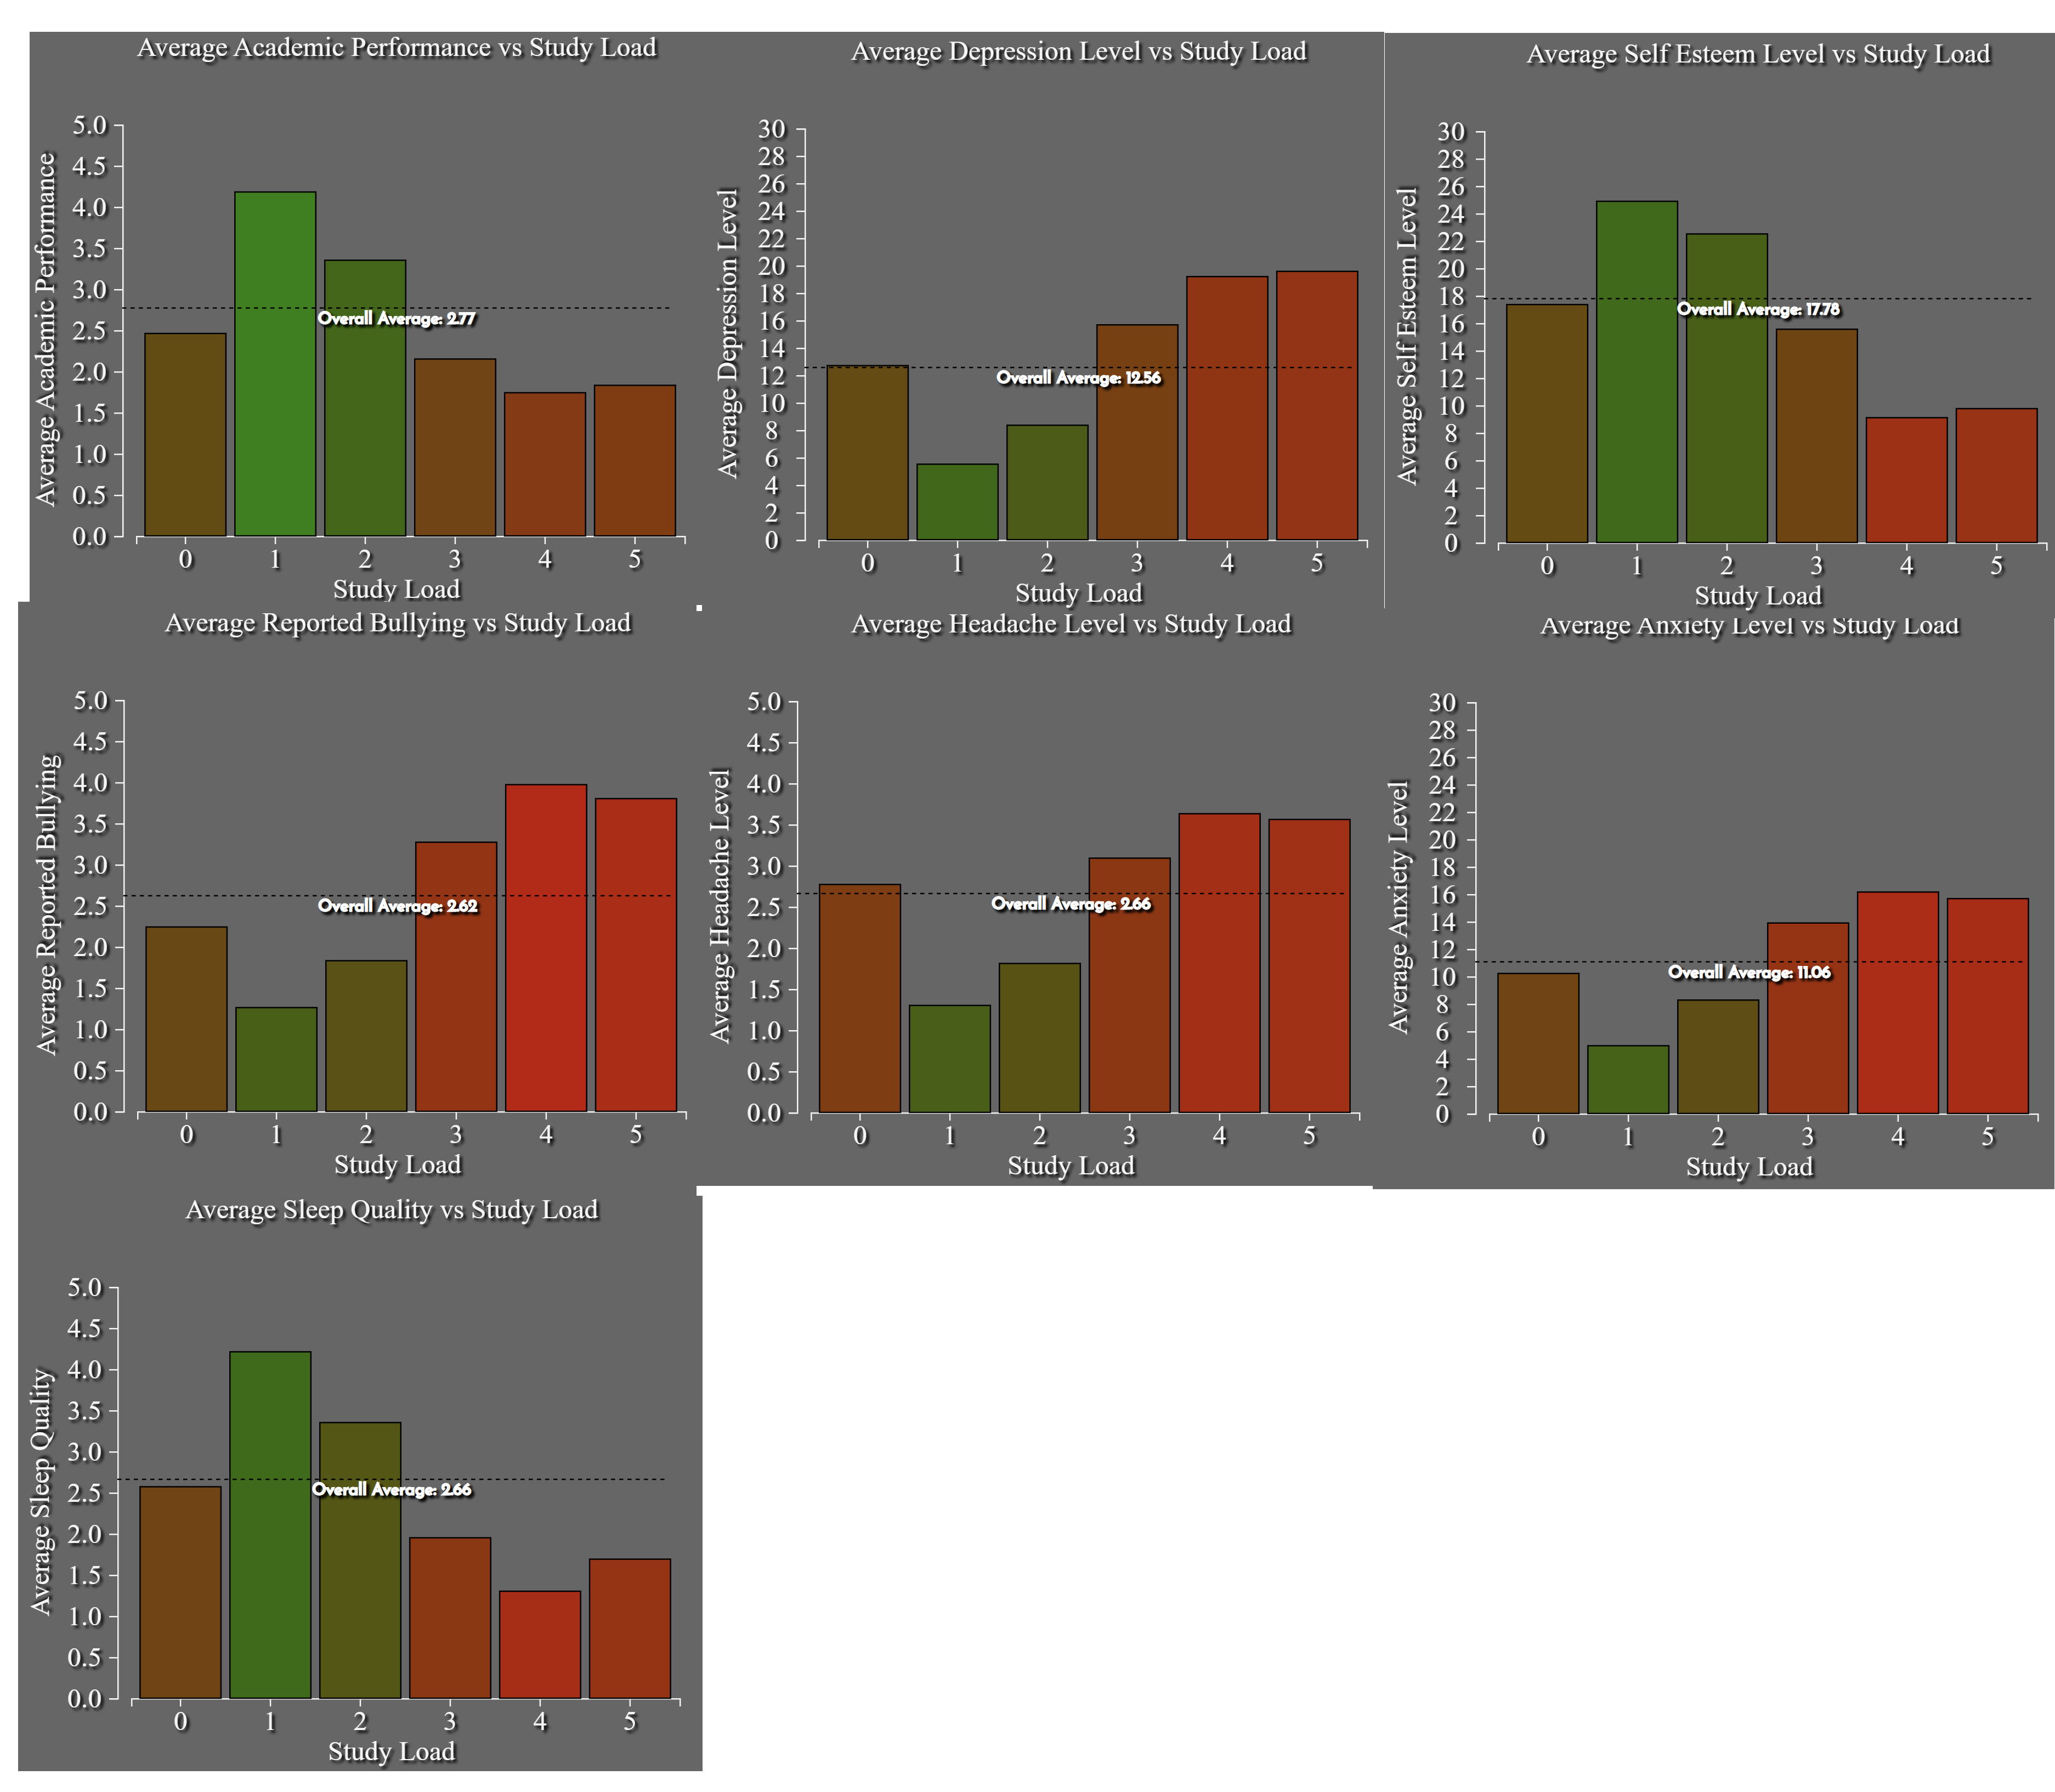 Average Academic Performance vs Study Load
Average Academic Performance
5.0
4.5
4.0
3.5
3.0
2.5
2.0
1.5
1.0
0.5
0.0
Overall Average: 2.77
0 1 2 3 4 5
Study Load
Average Depression Level vs Study Load
Average Depression Level
30
28
26
24
22
20
18
16
14
12
10
8
6
4
2
0
Overall Average: 12.56
0 1 2 3 4 5
Study Load
Average Self Esteem Level vs Study Load
Average Self Esteem Level
30
28
26
24
22
20
18
16
14
12
10
8
6
4
2
0
Overall Average: 17.78
0 1 2 3 4 5
Study Load
Average Reported Bullying vs Study Load
Average Reported Bullying
5.0
4.5
4.0
3.5
3.0
2.5
2.0
1.5
1.0
0.5
0.0
Overall Average: 2.62
0 1 2 3 4 5
Study Load
Average Headache Level vs Study Load
Average Headache Level
5.0
4.5
4.0
3.5
3.0
2.5
2.0
1.5
1.0
0.5
0.0
Overall Average: 2.66
0 1 2 3 4 5
Study Load
Average Anxiety Level vs Study Load
Average Anxiety Level
30
28
26
24
22
20
18
16
14
12
10
8
6
4
2
0
Overall Average: 11.06
0 1 2 3 4 5
Study Load
Average Sleep Quality vs Study Load
Average Sleep Quality
5.0
4.5
4.0
3.5
3.0
2.5
2.0
1.5
1.0
0.5
0.0
Overall Average: 2.66
0 1 2 3 4 5
Study Load